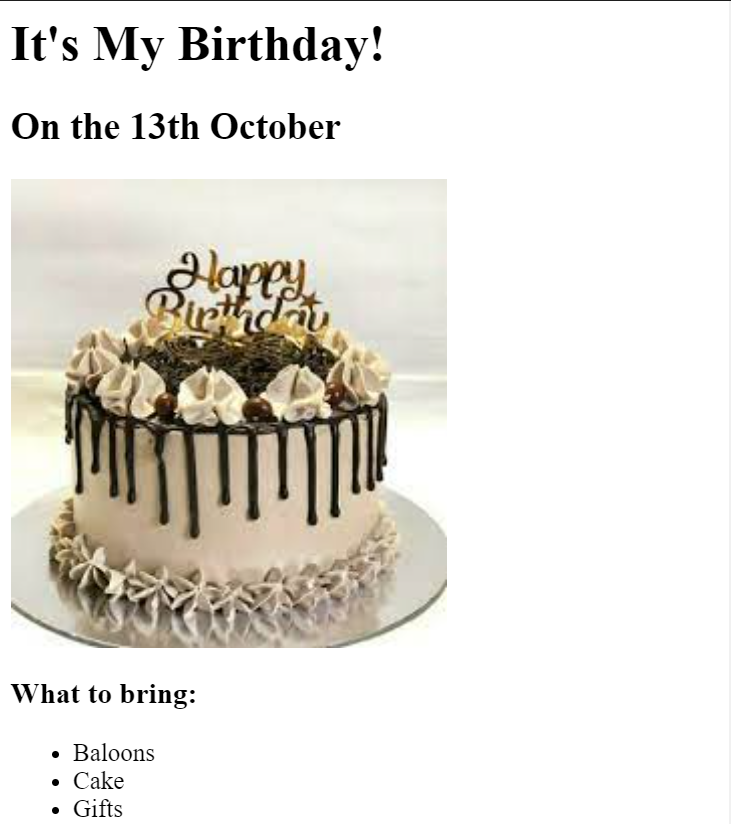 It's My Birthday!
On the 13th October
Happy
Birthday
What to bring:
Baloons
Cake
Gifts